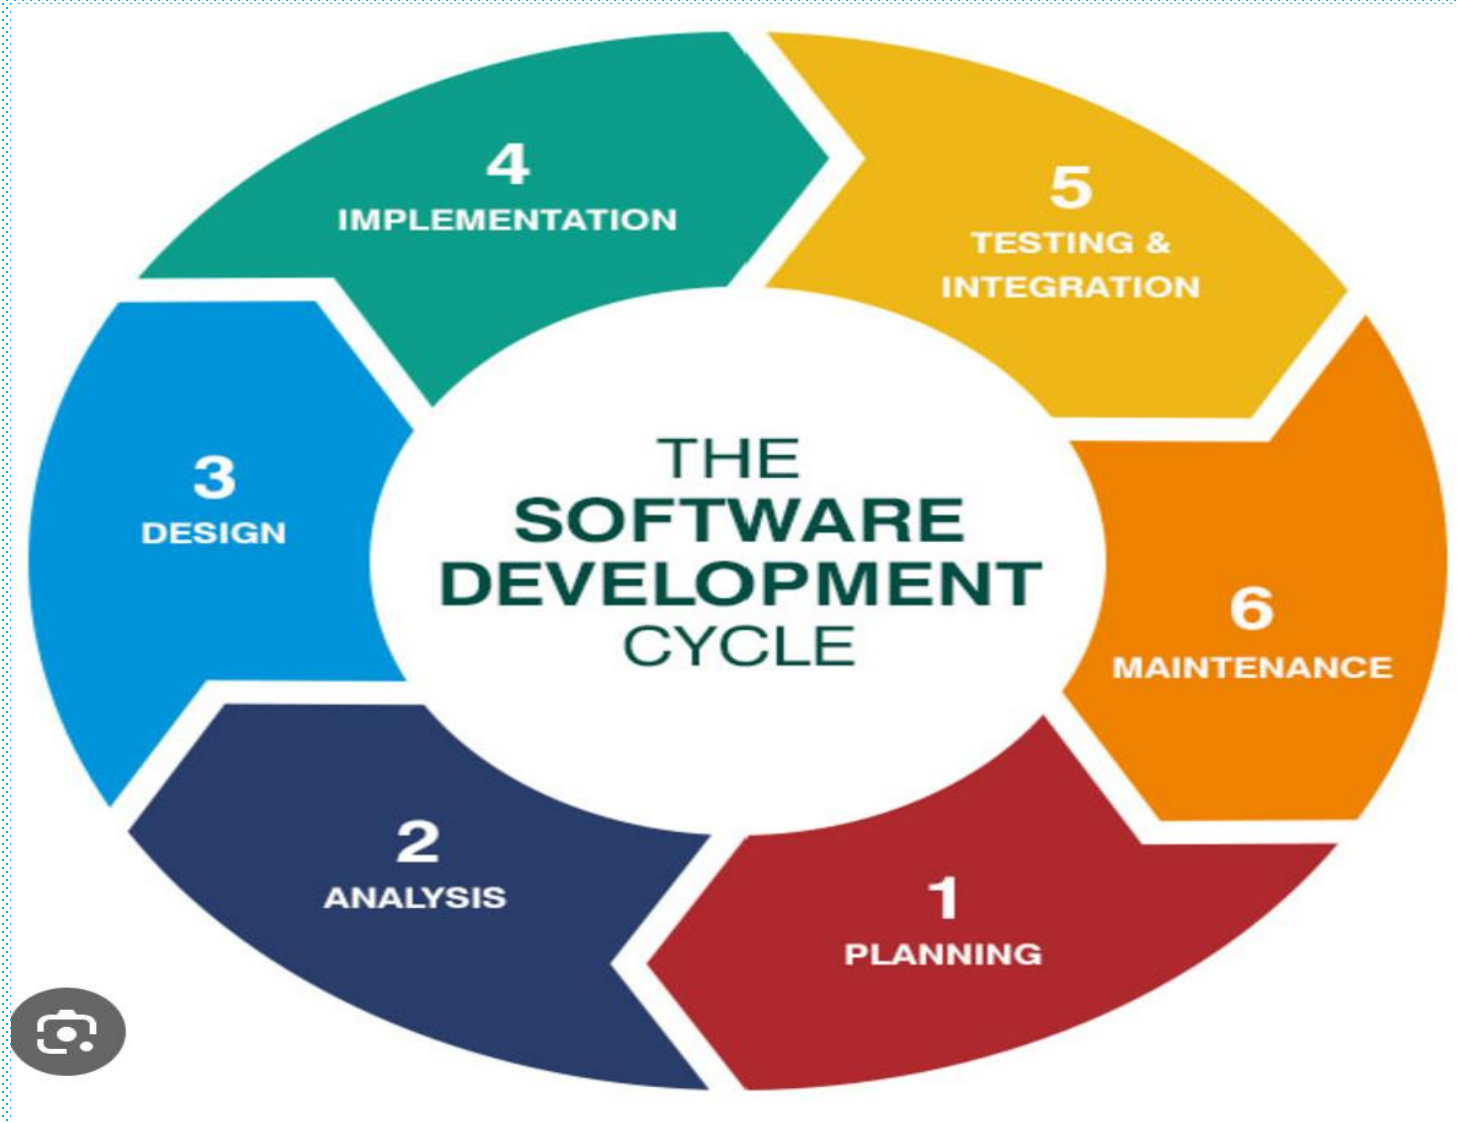 4
IMPLEMENTATION
5
TESTING &
INTEGRATION
3
DESIGN
THE
SOFTWARE
DEVELOPMENT
CYCLE
6
MAINTENANCE
2
ANALYSIS
1
PLANNING